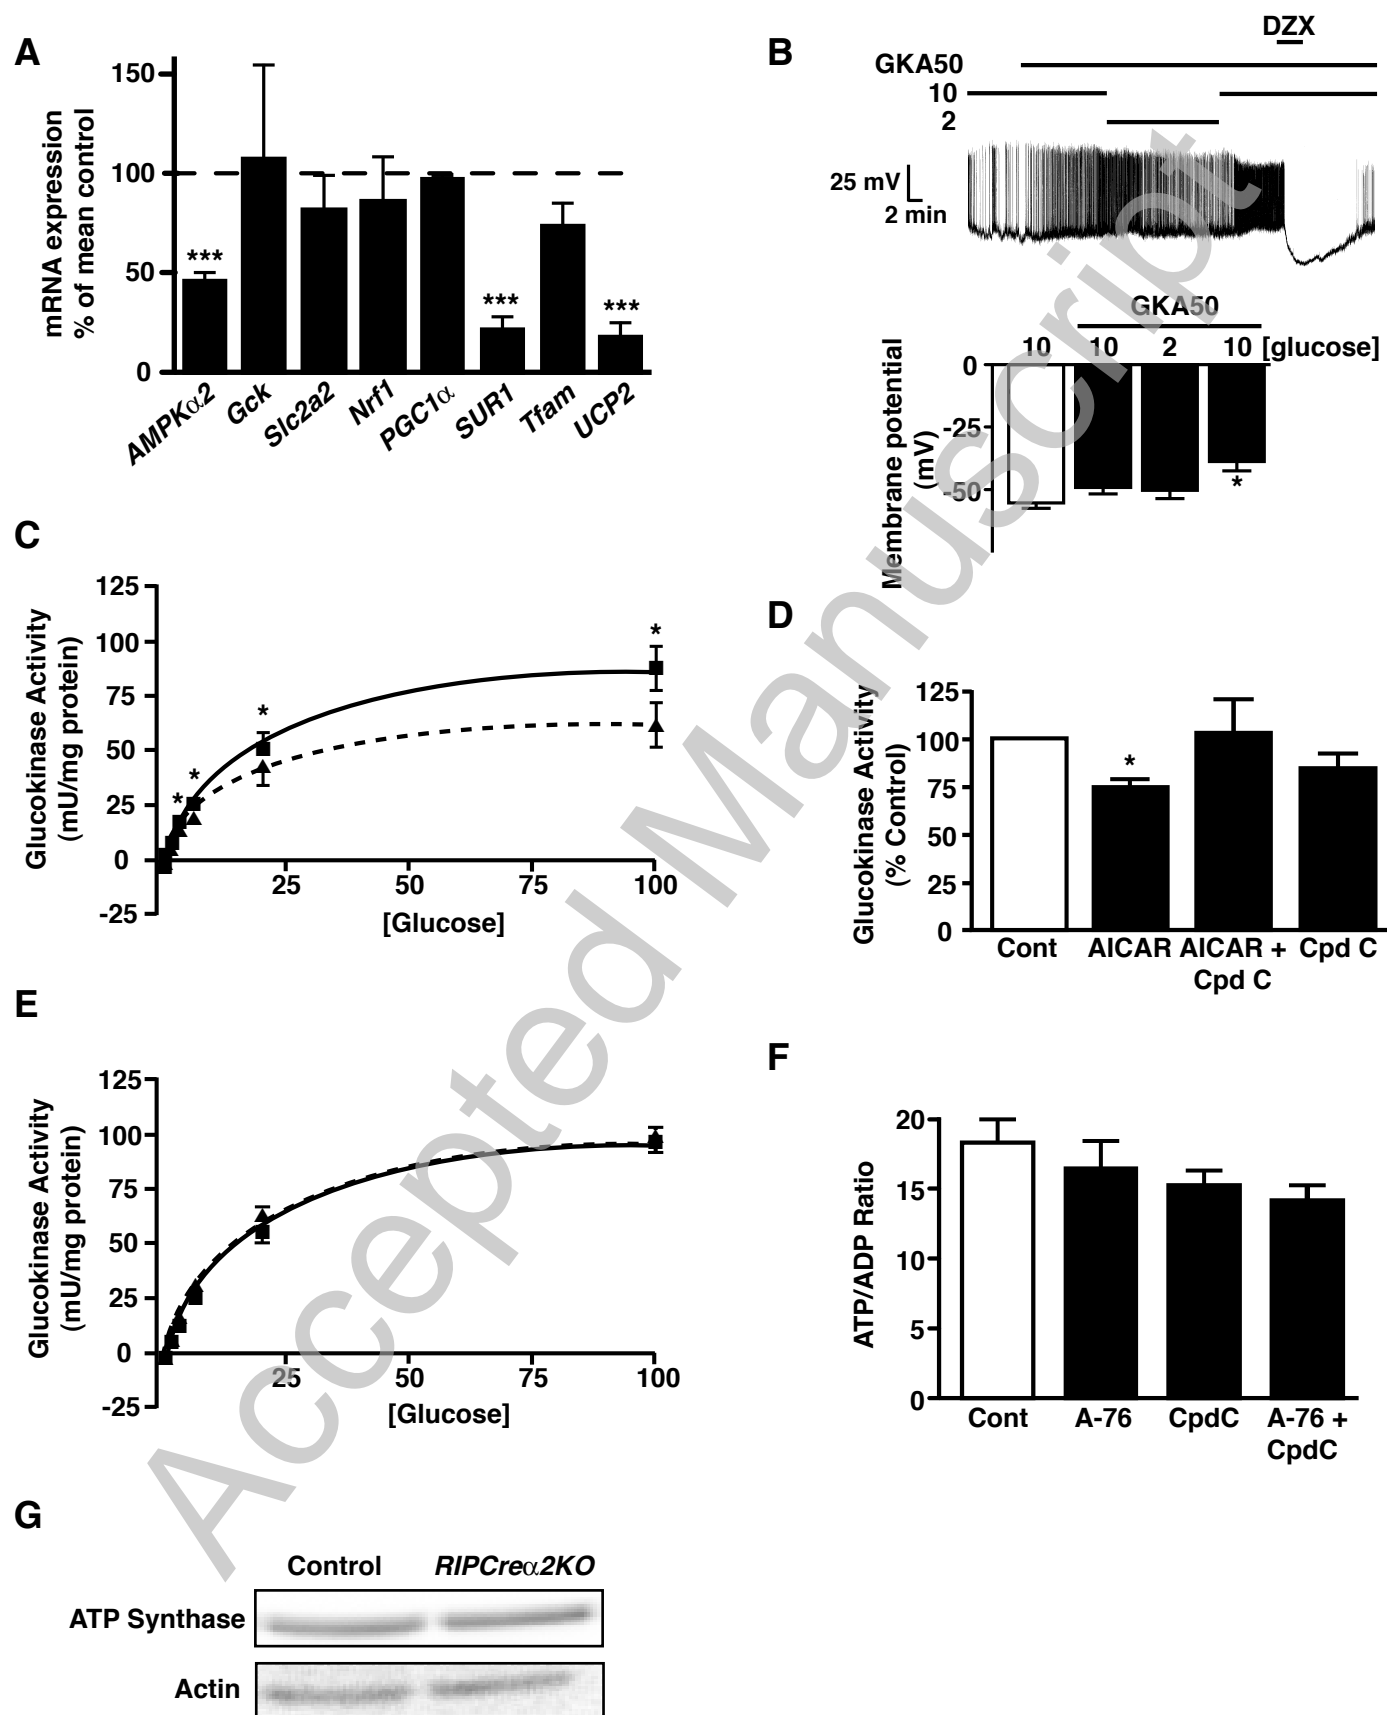 A
150
100
50
0
mRNA expression
% of mean control
***
***
***
AMPKα2
Gck
Slc2a2
Nrf1
PGC1α
SUR1
Tfam
UCP2
B
DZX
GKA50
10
2
25 mV
2 min
GKA50
10 10 2 10 [glucose]
0
-25
-50
Membrane potential
(mV)
*
C
125
100
75
50
25
0
-25
Glucokinase Activity
(mU/mg protein)
* * * *
25 50 75 100
[Glucose]
D
125
100
75
50
25
0
Glucokinase Activity
(% Control)
*
Cont AICAR AICAR + Cpd C
Cpd C
E
125
100
75
50
25
0
-25
Glucokinase Activity
(mU/mg protein)
25 50 75 100
[Glucose]
F
20
15
10
5
0
ATP/ADP Ratio
Cont A-76 CpdC A-76 +
CpdC
G
Control RIPCreα2KO
ATP Synthase
Actin
Accepted Manuscript